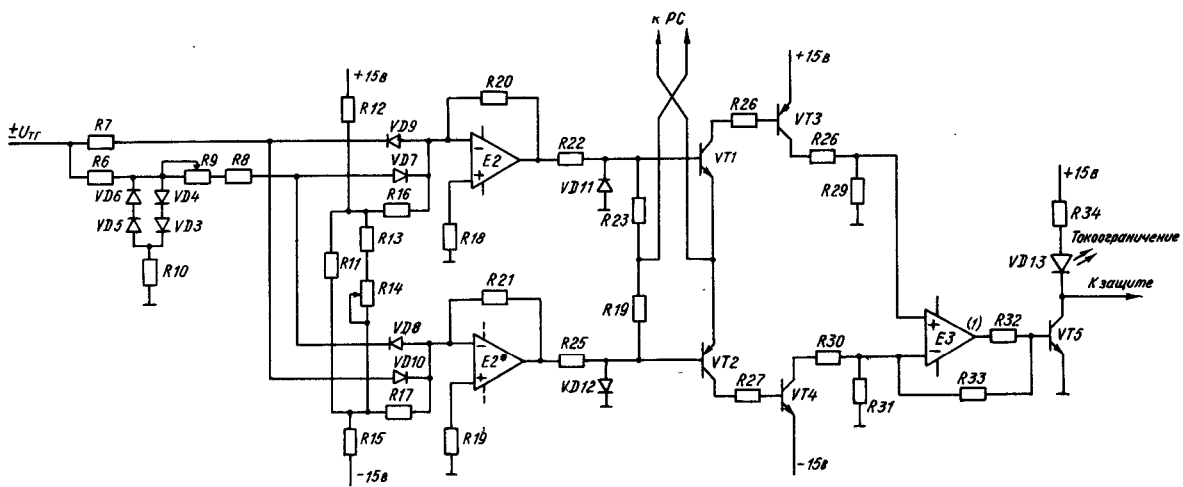 к РС
+15в
+15в
R12
R20
R26
VT3
±Uтг
R7
VD9
E2
R22
VT1
R26
R6
R9
R8
VD7
VD11
R29
+15в
VD6
VD4
R16
R23
R34
VD5
VD3
R13
R18
Токоограничение
R10
R11
VD13
R14
R21
R19
К защите
VD8
E2*
R25
VT2
R30
E3
(1)
R32
VT5
VD10
VD12
R27
VT4
R33
R17
R31
R15
R19
-15в
-15в